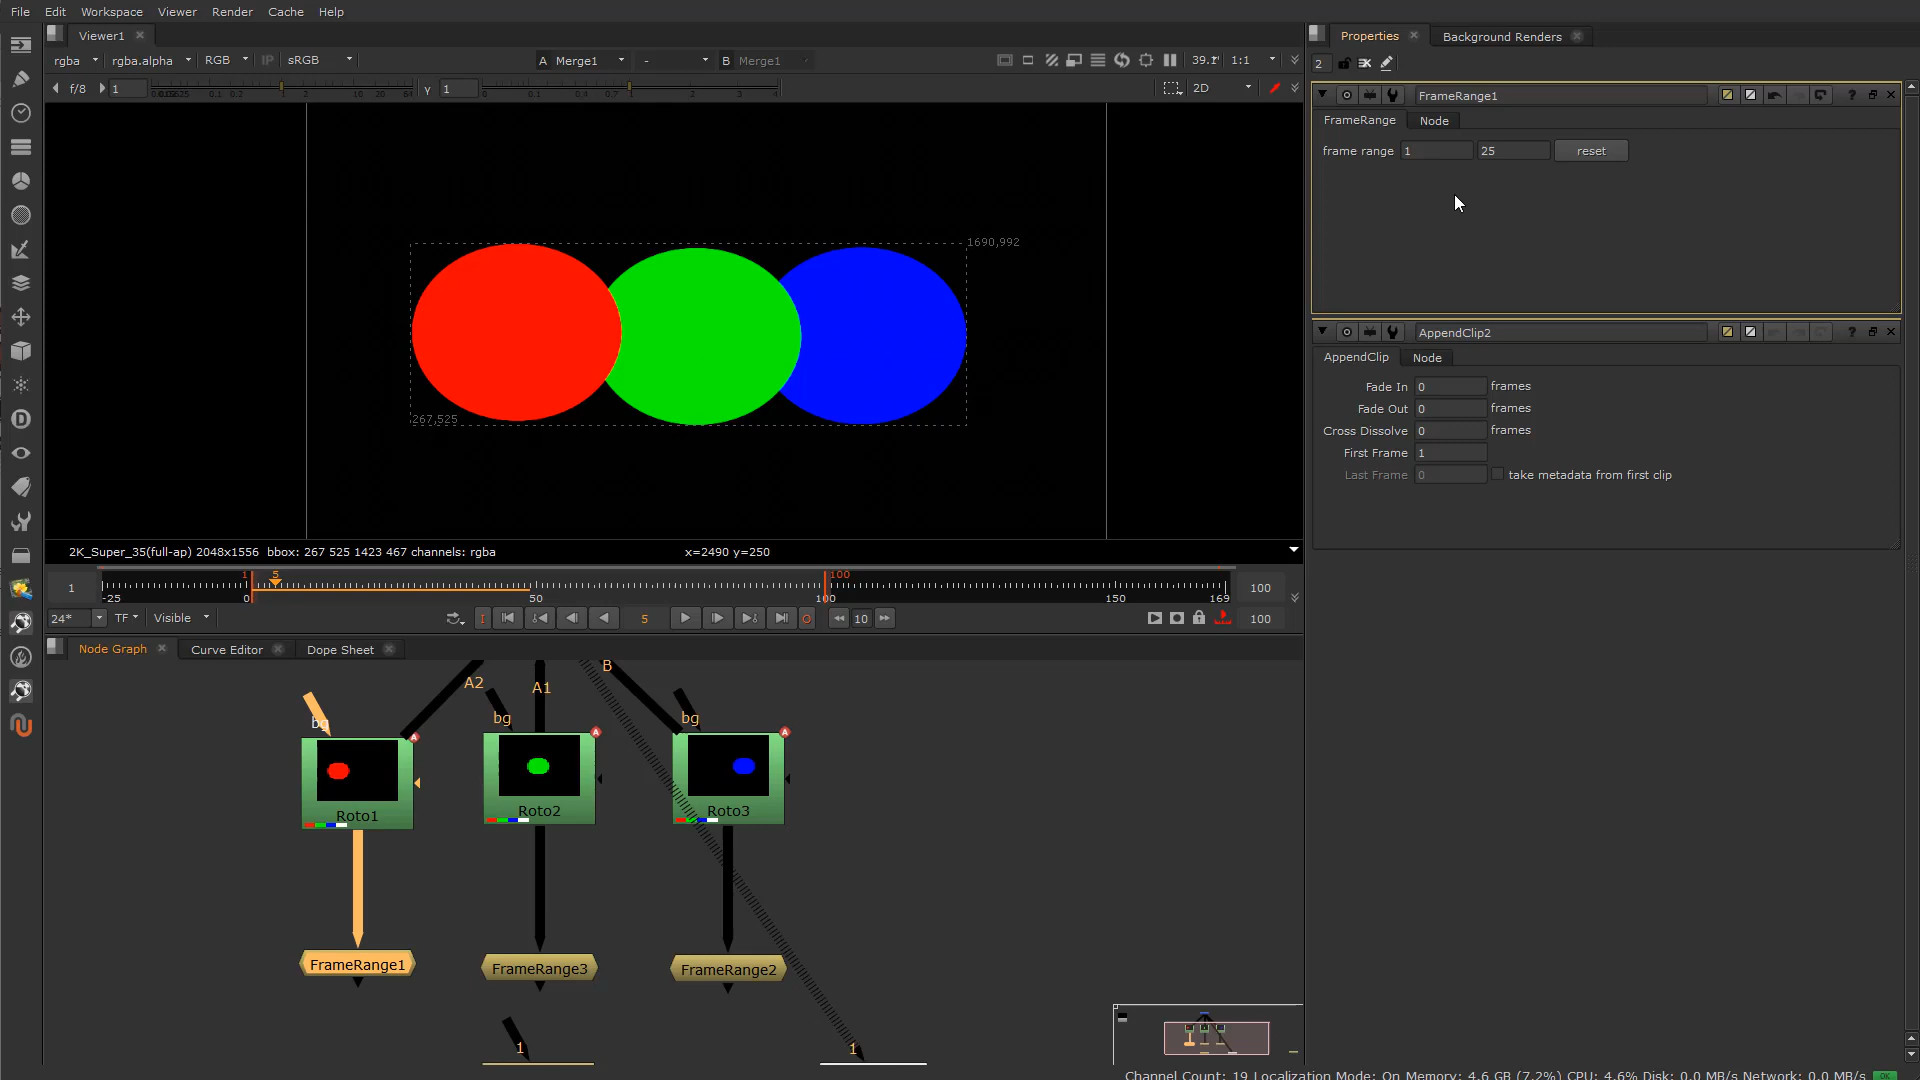 File Edit Workspace Viewer Render Cache Help
Viewer1
Properties
Background Renders
rgba rgba.alpha RGB IP sRGB A Merge1 - B Merge1 1:1
2
f/8 1 γ 1 2D
FrameRange1
FrameRange Node
frame range 1 25 reset
1690,992
267,525
AppendClip2
AppendClip Node
Fade In 0 frames
Fade Out 0 frames
Cross Dissolve 0 frames
First Frame 1
Last Frame 0 take metadata from first clip
2K_Super_35(full-ap) 2048x1556 bbox: 267 525 1423 467 channels: rgba x=2490 y=250
1 5 100
1 100
-25 0 50 100 150 169
24* TF Visible 5 10 100
Node Graph Curve Editor Dope Sheet
A2 A1 B
bg bg bg
A A A
Roto1 Roto2 Roto3
FrameRange1 FrameRange3 FrameRange2
1 1
Channel Count: 19 Localization Mode: On Memory: 4.6 GB (7.2%) CPU: 4.6% Disk: 0.0 MB/s Network: 0.0 MB/s